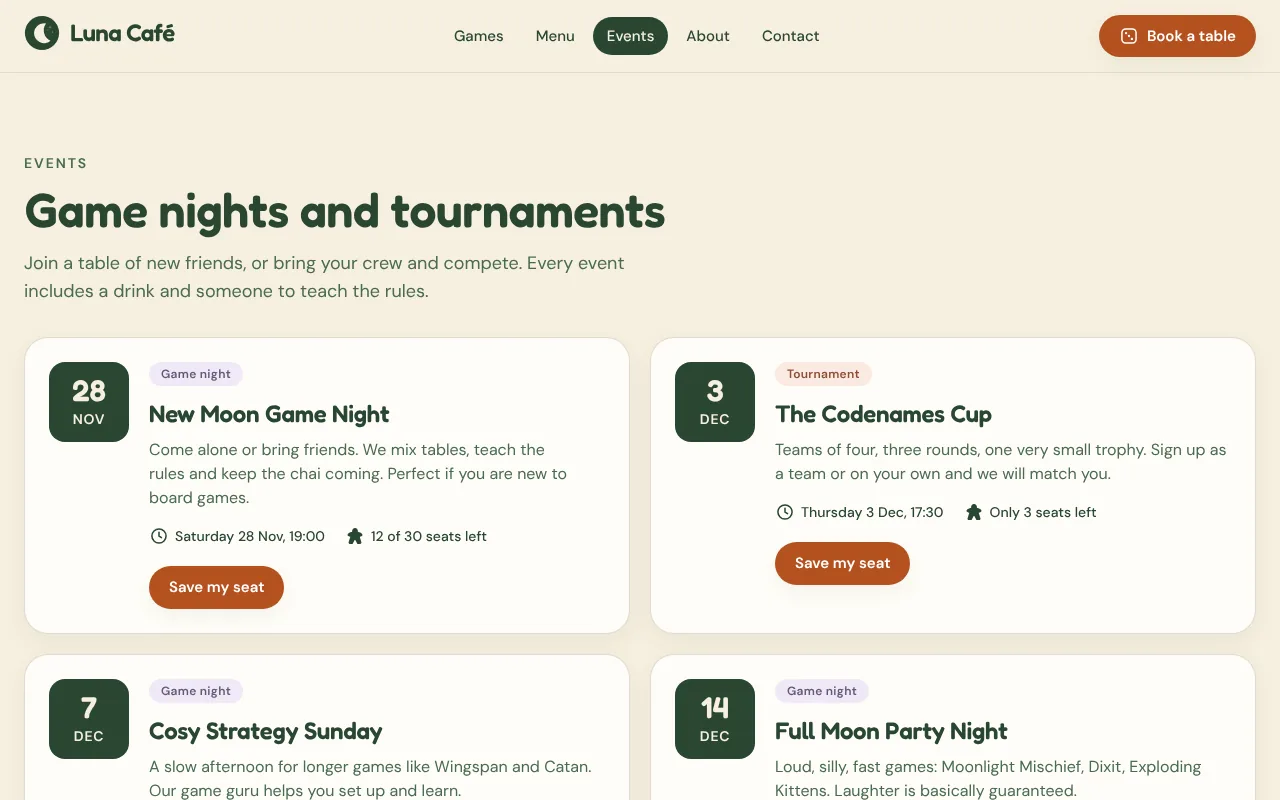 Luna Café
Games
Menu
Events
About
Contact
Book a table
EVENTS
Game nights and tournaments
Join a table of new friends, or bring your crew and compete. Every event
includes a drink and someone to teach the rules.
28
NOV
Game night
New Moon Game Night
Come alone or bring friends. We mix tables, teach the
rules and keep the chai coming. Perfect if you are new to
board games.
Saturday 28 Nov, 19:00
12 of 30 seats left
Save my seat
3
DEC
Tournament
The Codenames Cup
Teams of four, three rounds, one very small trophy. Sign up as
a team or on your own and we will match you.
Thursday 3 Dec, 17:30
Only 3 seats left
Save my seat
7
DEC
Game night
Cosy Strategy Sunday
A slow afternoon for longer games like Wingspan and Catan.
Our game guru helps you set up and learn.
14
DEC
Game night
Full Moon Party Night
Loud, silly, fast games: Moonlight Mischief, Dixit, Exploding
Kittens. Laughter is basically guaranteed.